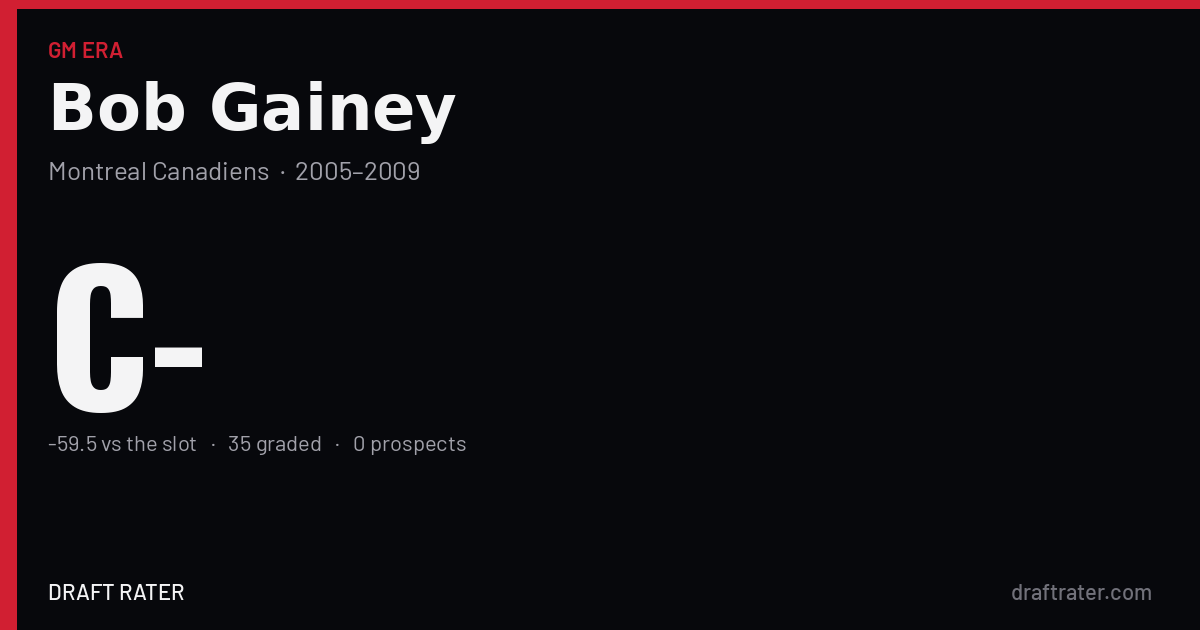 GM ERA
Bob Gainey
Montreal Canadiens · 2005–2009
C-
-59.5 vs the slot · 35 graded · 0 prospects
DRAFT RATER
draftrater.com